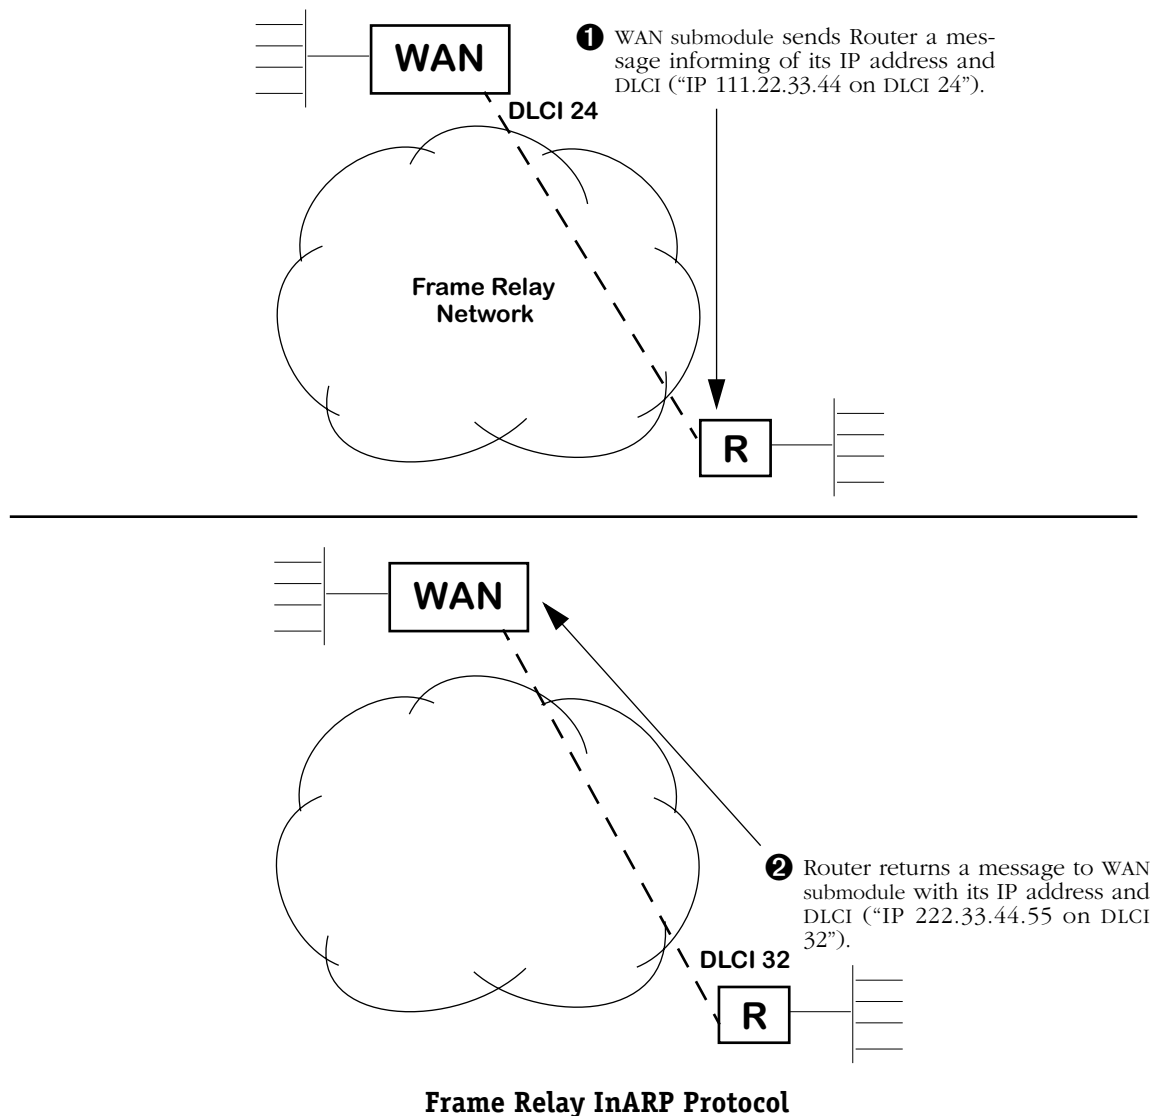 WAN
❶ WAN submodule sends Router a mes-
sage informing of its IP address and
DLCI (“IP 111.22.33.44 on DLCI 24”).
DLCI 24
Frame Relay
Network
R
WAN
❷ Router returns a message to WAN
submodule with its IP address and
DLCI (“IP 222.33.44.55 on DLCI
32”).
DLCI 32
R
Frame Relay InARP Protocol